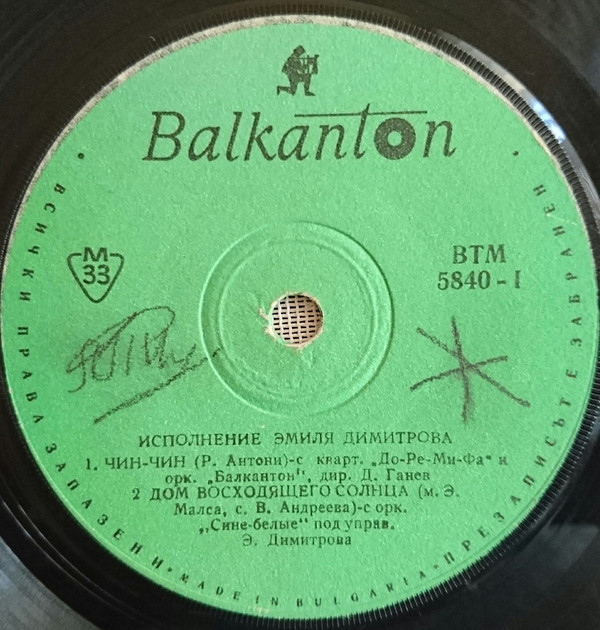 Balkanton
ВСИЧКИ ПРАВА ЗАПАЗЕНИ • MADE IN BULGARIA • ПРЕЗАПИСЪТ Е ЗАБРАНЕН
М
33
ВТМ
5840 - I
ИСПОЛНЕНИЕ ЭМИЛЯ ДИМИТРОВА
1. ЧИН-ЧИН (Р. Антони)-с кварт. „До-Ре-Ми-Фа" и
орк. „Балкантон", дир. Д. Ганев
2 ДОМ ВОСХОДЯЩЕГО СОЛНЦА (м. Э.
Малса, с. В. Андреева)-с орк.
„Сине-белые" под управ.
Э. Димитрова